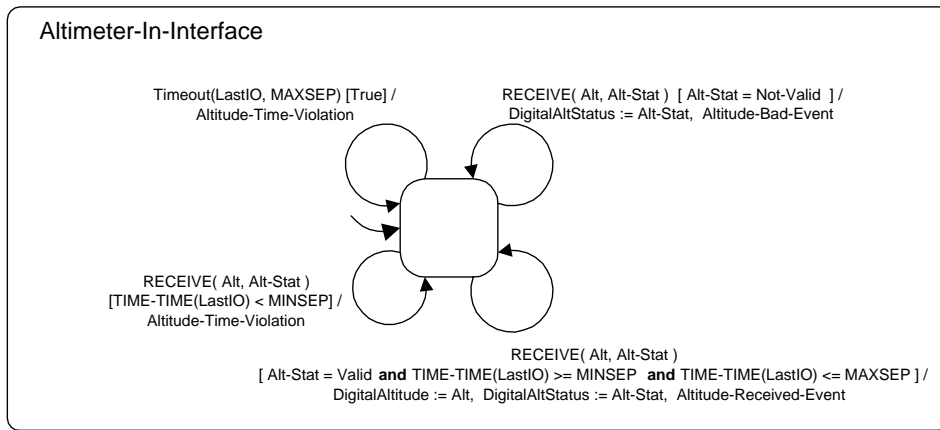 Altimeter-In-Interface
Timeout(LastIO, MAXSEP) [True] /
Altitude-Time-Violation
RECEIVE( Alt, Alt-Stat ) [ Alt-Stat = Not-Valid ] /
DigitalAltStatus := Alt-Stat, Altitude-Bad-Event
RECEIVE( Alt, Alt-Stat )
[TIME-TIME(LastIO) < MINSEP] /
Altitude-Time-Violation
RECEIVE( Alt, Alt-Stat )
[ Alt-Stat = Valid and TIME-TIME(LastIO) >= MINSEP and TIME-TIME(LastIO) <= MAXSEP ] /
DigitalAltitude := Alt, DigitalAltStatus := Alt-Stat, Altitude-Received-Event